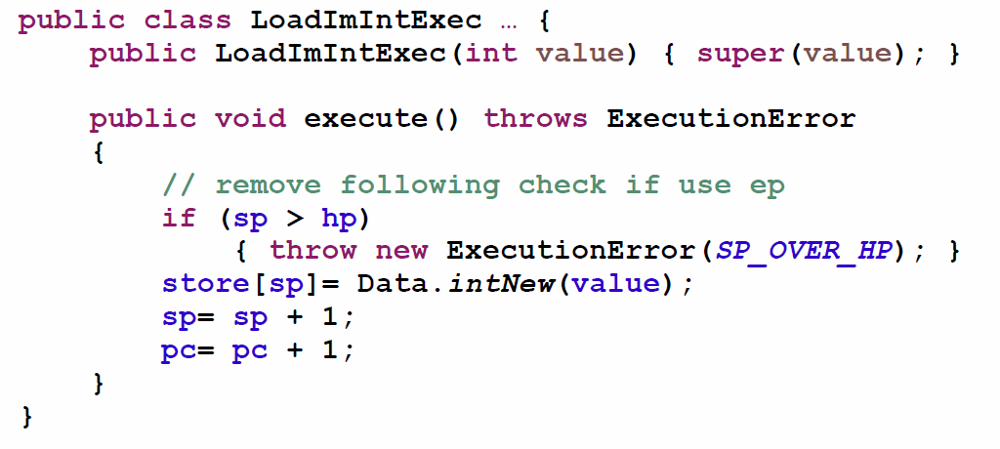 public class LoadImIntExec … {
    public LoadImIntExec(int value) { super(value); }
    public void execute() throws ExecutionError
    {
        // remove following check if use ep
        if (sp > hp)
            { throw new ExecutionError(SP_OVER_HP); }
        store[sp]= Data.intNew(value);
        sp= sp + 1;
        pc= pc + 1;
    }
}